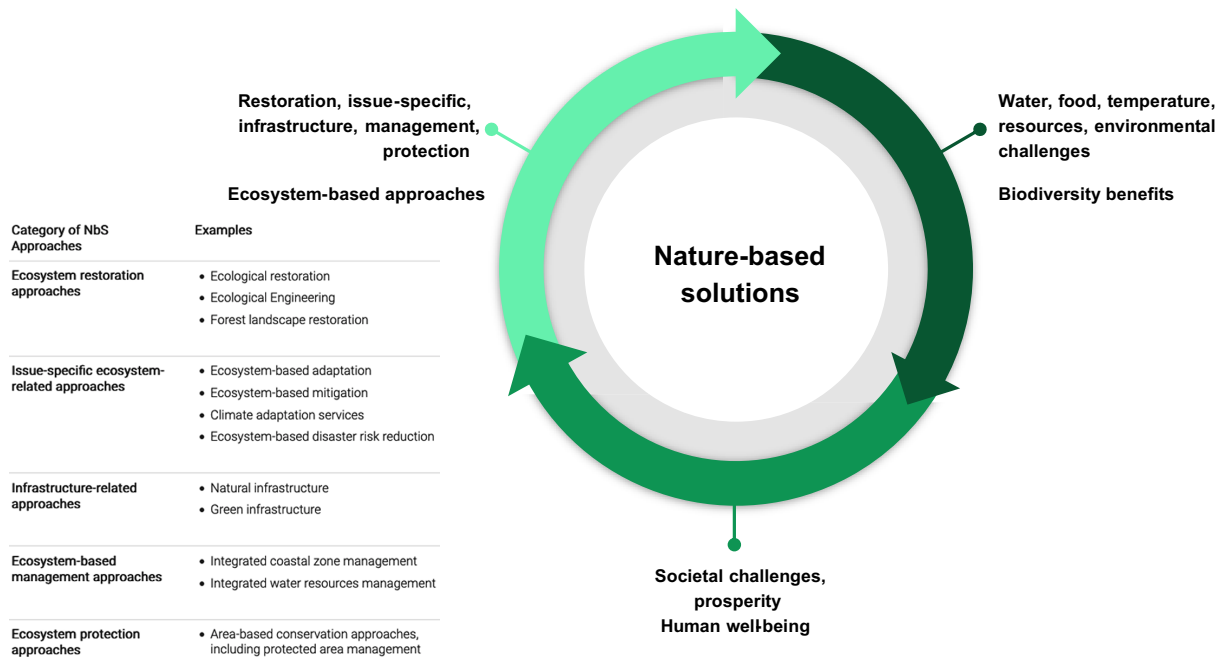 Restoration, issue-specific,
infrastructure, management,
protection
Ecosystem-based approaches
Water, food, temperature,
resources, environmental
challenges
Biodiversity benefits
Nature-based
solutions
Societal challenges,
prosperity
Human well-being
Category of NbS
Approaches
Examples
Ecosystem restoration
approaches
• Ecological restoration
• Ecological Engineering
• Forest landscape restoration
Issue-specific ecosystem-
related approaches
• Ecosystem-based adaptation
• Ecosystem-based mitigation
• Climate adaptation services
• Ecosystem-based disaster risk reduction
Infrastructure-related
approaches
• Natural infrastructure
• Green infrastructure
Ecosystem-based
management approaches
• Integrated coastal zone management
• Integrated water resources management
Ecosystem protection
approaches
• Area-based conservation approaches,
including protected area management